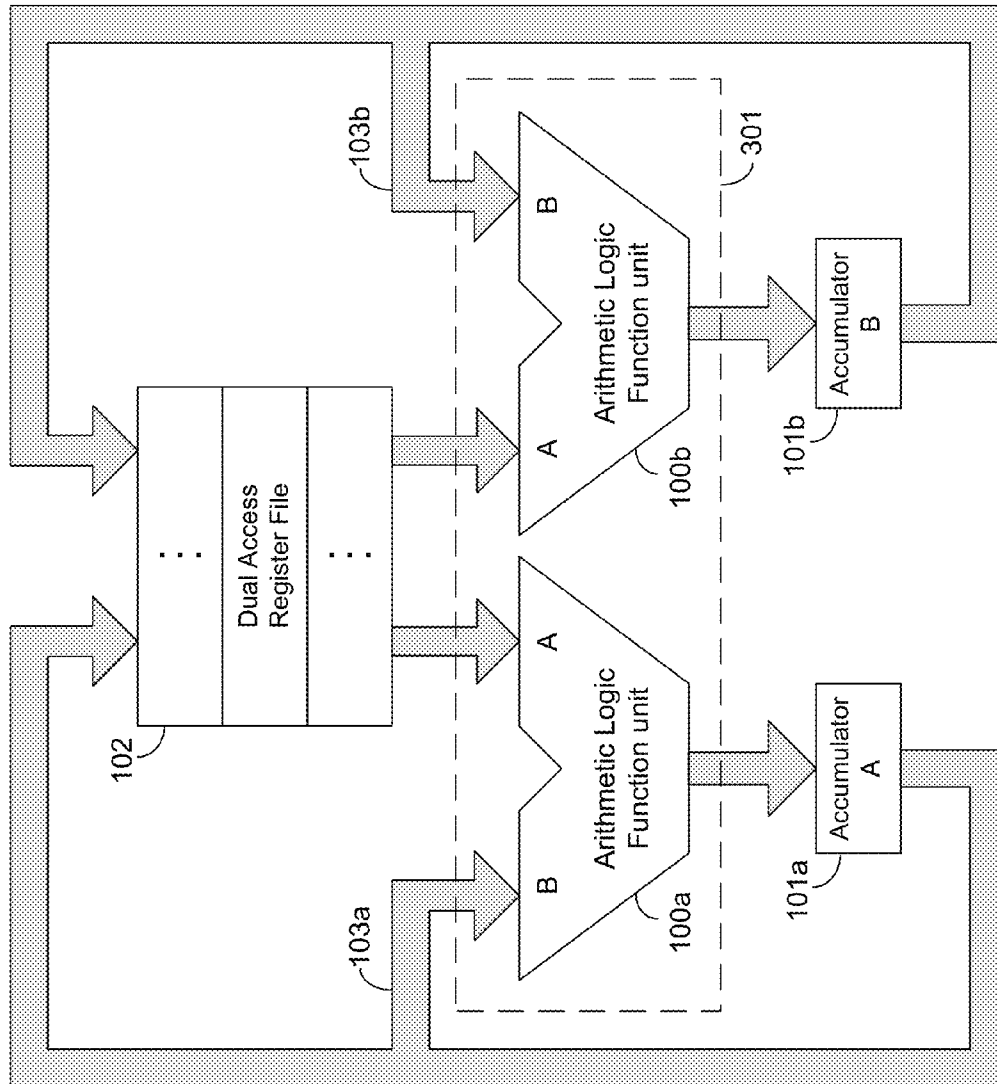 102
. . .
Dual Access
Register File
. . .
103a
103b
B
A
A
B
Arithmetic Logic
Function unit
Arithmetic Logic
Function unit
100a
100b
301
101a
Accumulator
A
101b
Accumulator
B